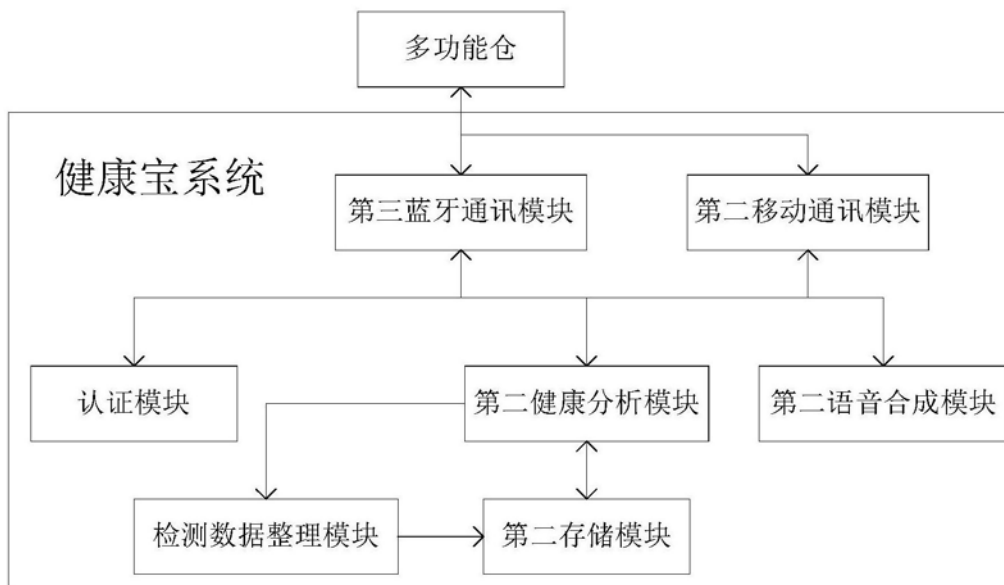 多功能仓
健康宝系统
第三蓝牙通讯模块
第二移动通讯模块
认证模块
第二健康分析模块
第二语音合成模块
检测数据整理模块
第二存储模块